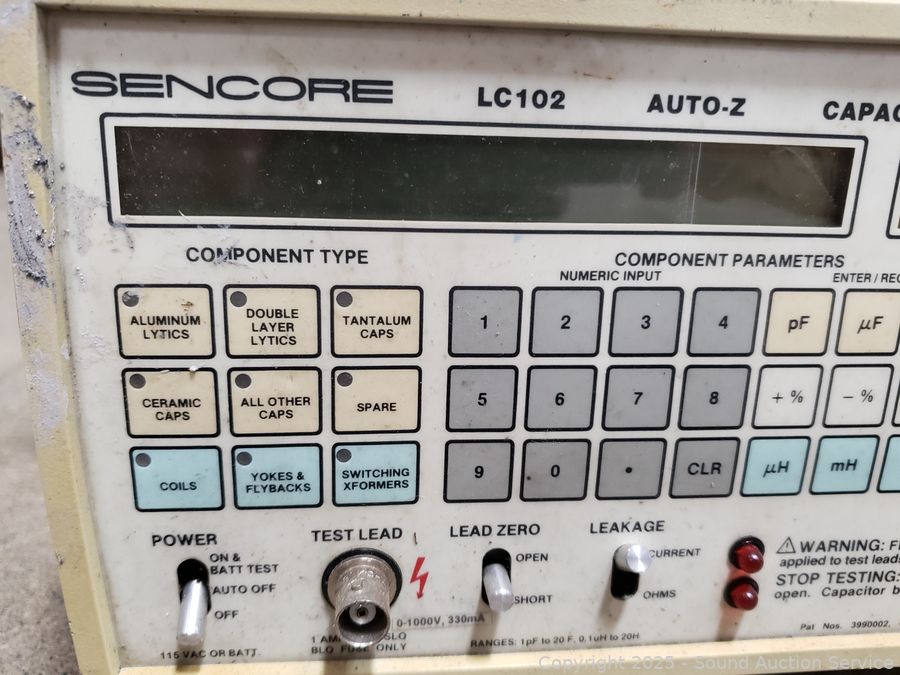 SENCORE
LC102
AUTO-Z
CAPAC
COMPONENT TYPE
COMPONENT PARAMETERS
NUMERIC INPUT
ENTER / REC
ALUMINUM
LYTICS
DOUBLE
LAYER
LYTICS
TANTALUM
CAPS
1
2
3
4
pF
µF
CERAMIC
CAPS
ALL OTHER
CAPS
SPARE
5
6
7
8
+ %
- %
COILS
YOKES &
FLYBACKS
SWITCHING
XFORMERS
9
0
•
CLR
µH
mH
POWER
ON &
BATT TEST
AUTO OFF
OFF
115 VAC OR BATT.
TEST LEAD
0-1000V, 330mA
1 AM SLO
BLO FUSE ONLY
LEAD ZERO
OPEN
SHORT
LEAKAGE
CURRENT
OHMS
RANGES: 1pF to 20 F, 0.1uH to 20H
WARNING: F
applied to test leads
STOP TESTING:
open. Capacitor b
Pat Nos. 3990002,
Copyright 2025 - Sound Auction Service